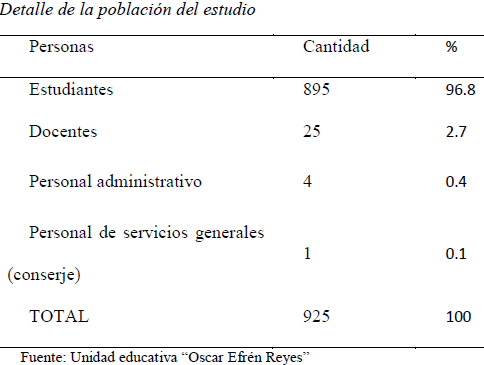 Detalle de la población del estudio
Personas Cantidad %
Estudiantes 895 96.8
Docentes 25 2.7
Personal administrativo 4 0.4
Personal de servicios generales
(conserje) 1 0.1
TOTAL 925 100
Fuente: Unidad educativa “Oscar Efrén Reyes”